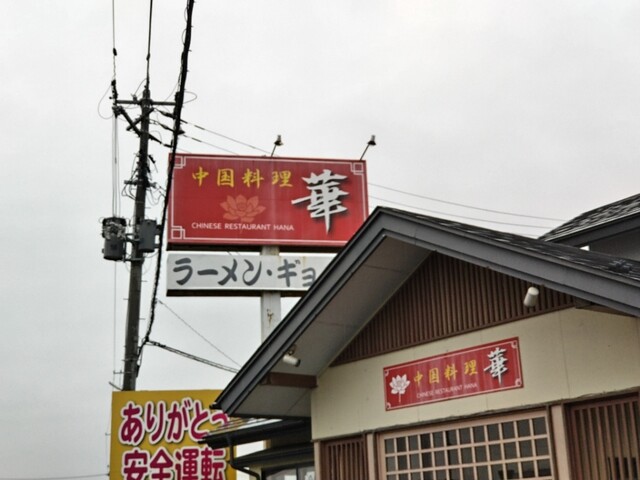 中国料理 華
CHINESE RESTAURANT HANA
ラーメン・ギョ
中国料理 華
CHINESE RESTAURANT HANA
ありがとう
安全運転